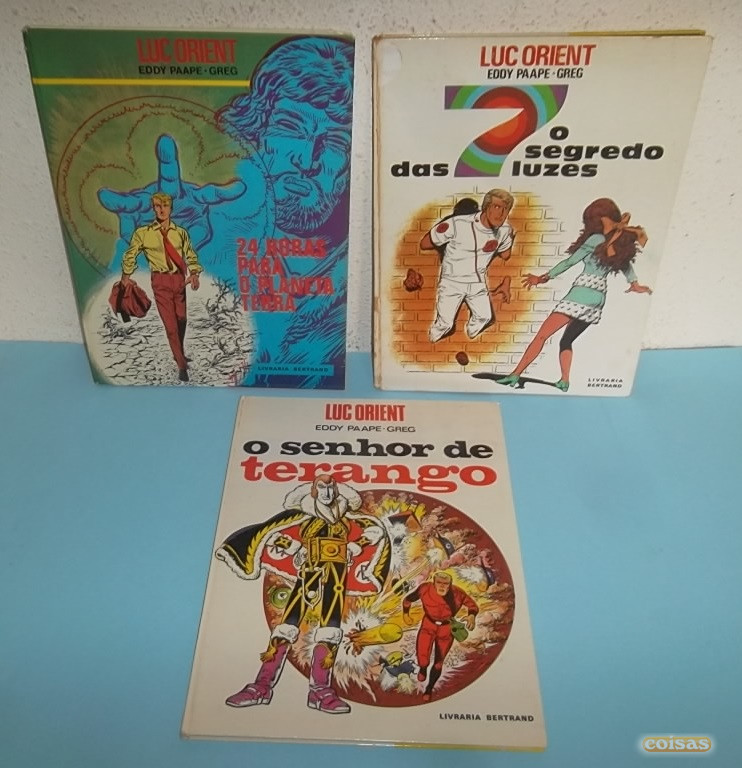 LUC ORIENT
EDDY PAAPE · GREG
24 HORAS
PARA
O PLANETA
TERRA
LIVRARIA BERTRAND
LUC ORIENT
EDDY PAAPE · GREG
o segredo
das 7 luzes
LIVRARIA
BERTRAND
LUC ORIENT
EDDY PAAPE · GREG
o senhor de
terango
LIVRARIA BERTRAND
coisas